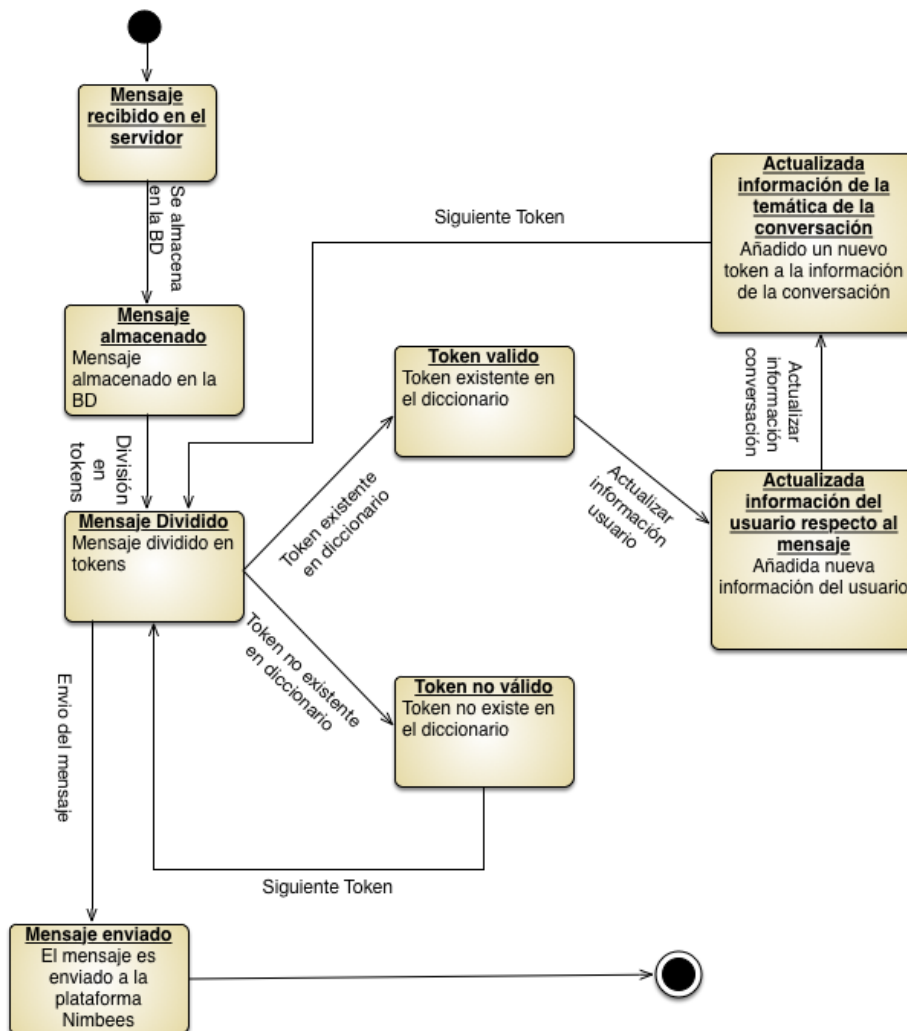 Mensaje
recibido en el
servidor
Se almacena
en la BD
Mensaje
almacenado
Mensaje
almacenado en la
BD
División
en
tokens
Mensaje Dividido
Mensaje dividido en
tokens
Token existente
en diccionario
Token valido
Token existente en
el diccionario
Actualizar
información
usuario
Actualizada
información del
usuario respecto al
mensaje
Añadida nueva
información del usuario
Actualizar
información
conversación
Actualizada
información de la
temática de la
conversación
Añadido un nuevo
token a la información
de la conversación
Siguiente Token
Token no existente
en diccionario
Token no válido
Token no existe en
el diccionario
Siguiente Token
Envio del mensaje
Mensaje enviado
El mensaje es
enviado a la
plataforma
Nimbees